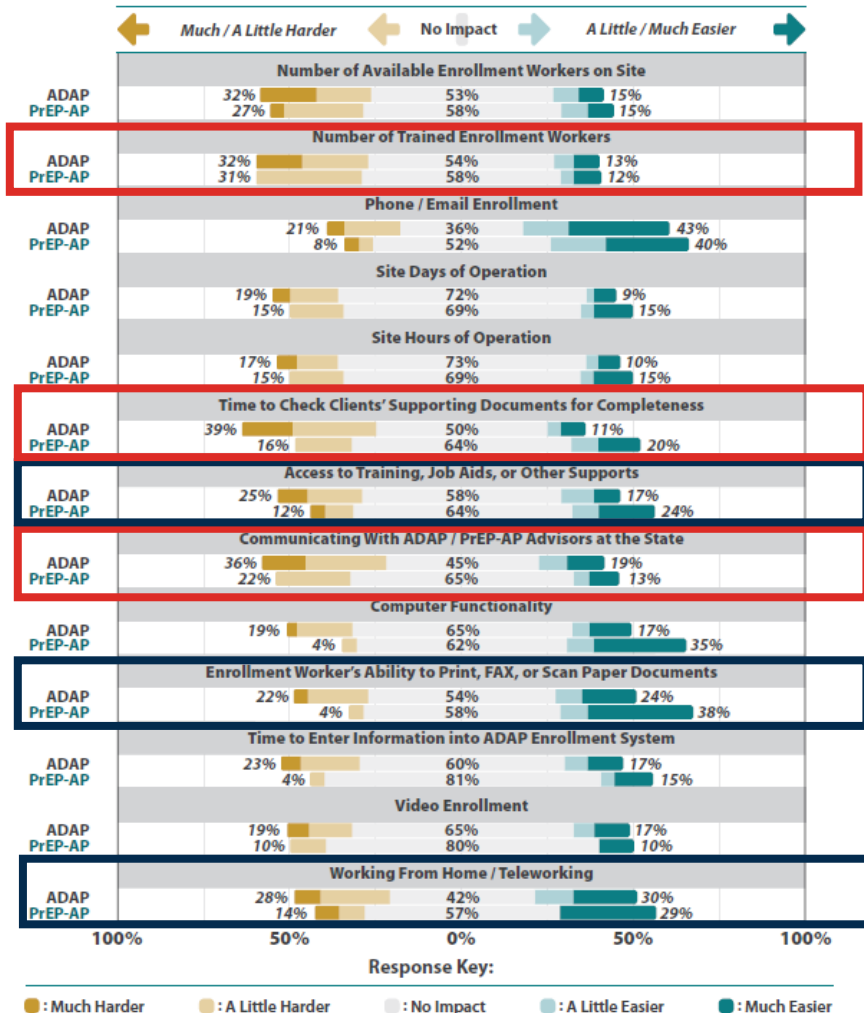 Much / A Little Harder No Impact A Little / Much Easier
Number of Available Enrollment Workers on Site
ADAP 32% 53% 15%
PrEP-AP 27% 58% 15%
Number of Trained Enrollment Workers
ADAP 32% 54% 13%
PrEP-AP 31% 58% 12%
Phone / Email Enrollment
ADAP 21% 36% 43%
PrEP-AP 8% 52% 40%
Site Days of Operation
ADAP 19% 72% 9%
PrEP-AP 15% 69% 15%
Site Hours of Operation
ADAP 17% 73% 10%
PrEP-AP 15% 69% 15%
Time to Check Clients' Supporting Documents for Completeness
ADAP 39% 50% 11%
PrEP-AP 16% 64% 20%
Access to Training, Job Aids, or Other Supports
ADAP 25% 58% 17%
PrEP-AP 12% 64% 24%
Communicating With ADAP / PrEP-AP Advisors at the State
ADAP 36% 45% 19%
PrEP-AP 22% 65% 13%
Computer Functionality
ADAP 19% 65% 17%
PrEP-AP 4% 62% 35%
Enrollment Worker's Ability to Print, FAX, or Scan Paper Documents
ADAP 22% 54% 24%
PrEP-AP 4% 58% 38%
Time to Enter Information into ADAP Enrollment System
ADAP 23% 60% 17%
PrEP-AP 4% 81% 15%
Video Enrollment
ADAP 19% 65% 17%
PrEP-AP 10% 80% 10%
Working From Home / Teleworking
ADAP 28% 42% 30%
PrEP-AP 14% 57% 29%
100% 50% 0% 50% 100%
Response Key:
: Much Harder : A Little Harder : No Impact : A Little Easier : Much Easier